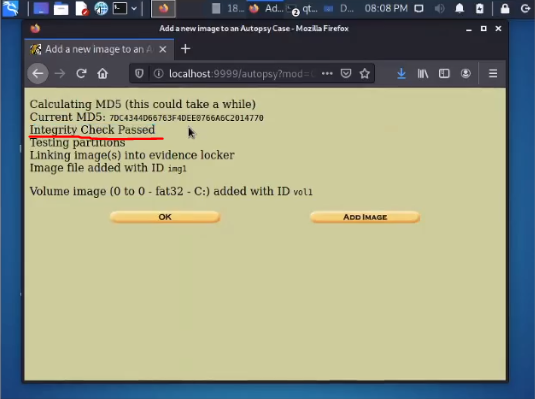 18...
Ad...
qt...
D...
08:08 PM
Add a new image to an Autopsy Case - Mozilla Firefox
Add a new image to an A
localhost:9999/autopsy?mod=
Calculating MD5 (this could take a while)
Current MD5: 7DC4344D66763F4DEE0766A6C2014770
Integrity Check Passed
Testing partitions
Linking image(s) into evidence locker
Image file added with ID img1
Volume image (0 to 0 - fat32 - C:) added with ID vol1
OK
ADD IMAGE